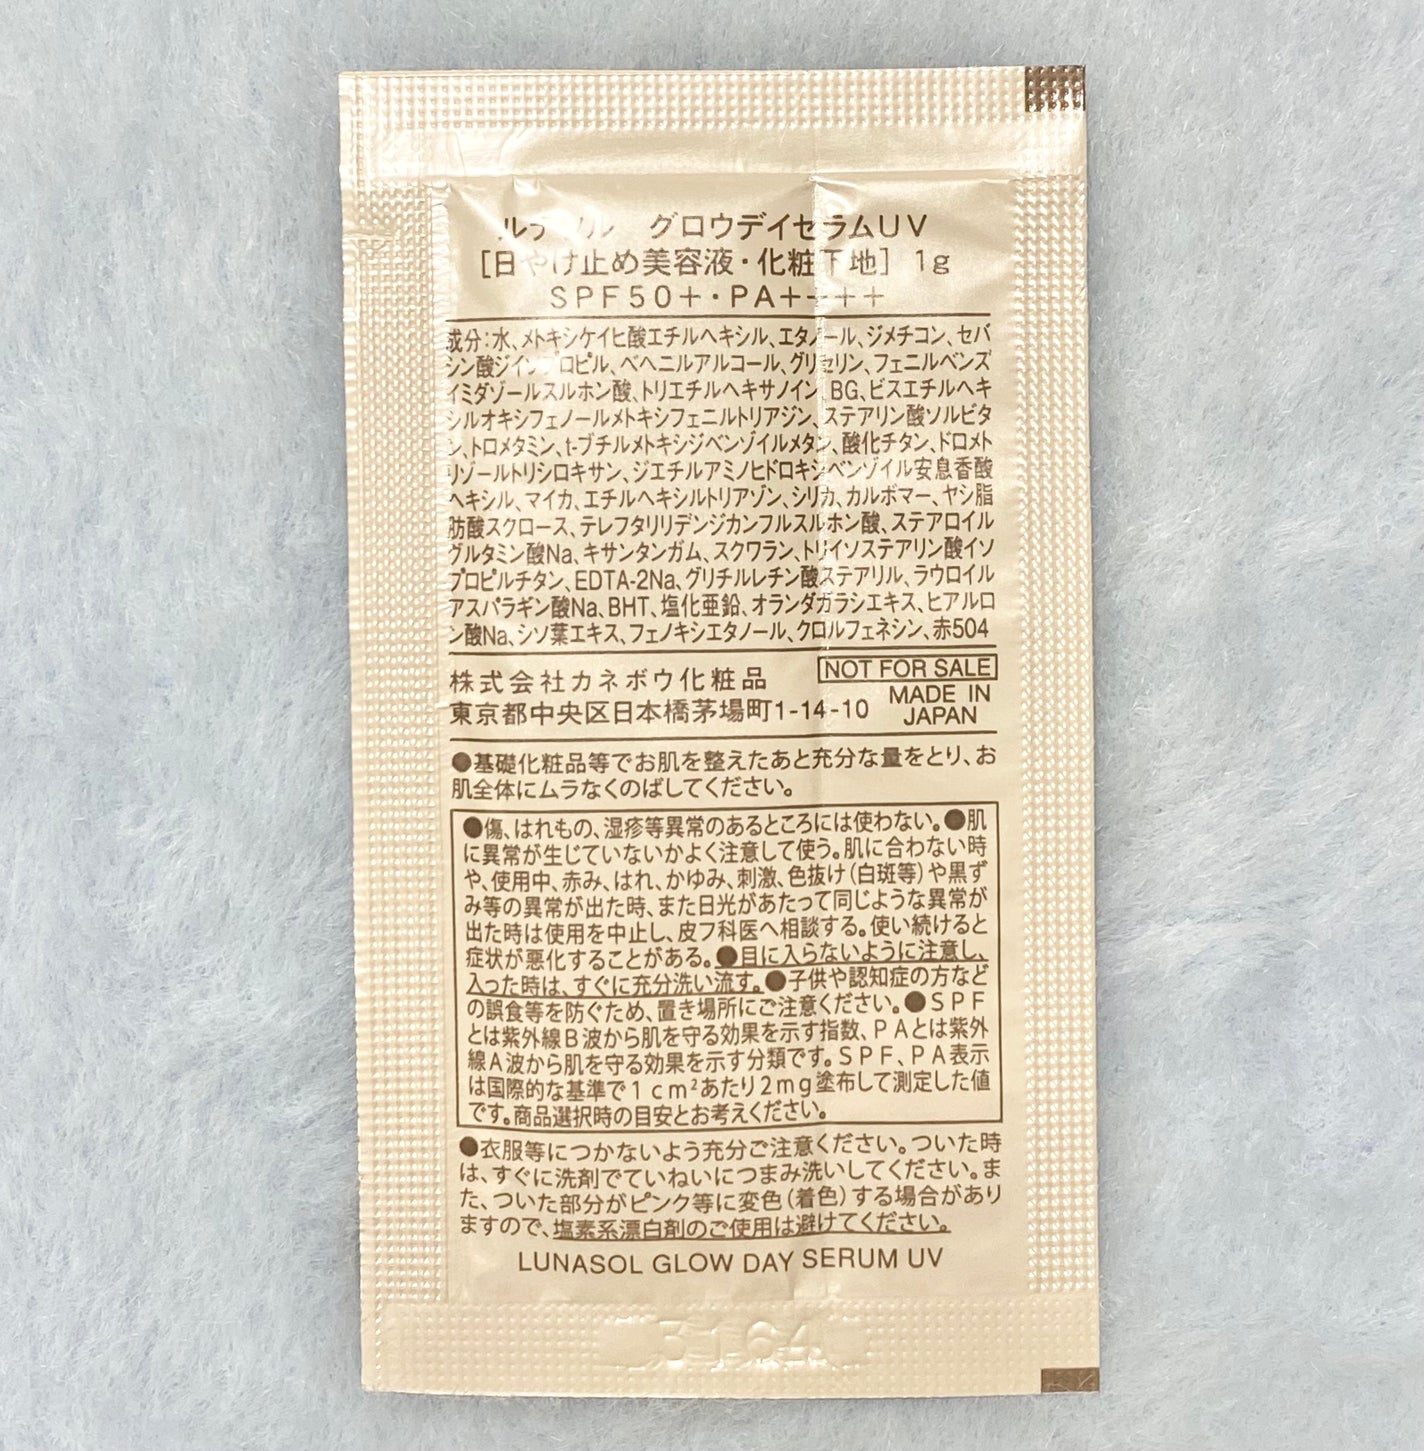 ルナソル　グロウデイセラムUV
[日やけ止め美容液・化粧下地] 1g
SPF50+・PA++++
成分：水、メトキシケイヒ酸エチルヘキシル、エタノール、ジメチコン、セバ
シン酸ジイソプロピル、ベヘニルアルコール、グリセリン、フェニルベンズ
イミダゾールスルホン酸、トリエチルヘキサノイン、BG、ビスエチルヘキ
シルオキシフェノールメトキシフェニルトリアジン、ステアリン酸ソルビタ
ン、トロメタミン、t-ブチルメトキシジベンゾイルメタン、酸化チタン、ドロメト
リゾールトリシロキサン、ジエチルアミノヒドロキシベンゾイル安息香酸
ヘキシル、マイカ、エチルヘキシルトリアゾン、シリカ、カルボマー、ヤシ脂
肪酸スクロース、テレフタリリデンジカンフルスルホン酸、ステアロイル
グルタミン酸Na、キサンタンガム、スクワラン、トリイソステアリン酸イソ
プロピルチタン、EDTA-2Na、グリチルレチン酸ステアリル、ラウロイル
アスパラギン酸Na、BHT、塩化亜鉛、オランダガラシエキス、ヒアルロ
ン酸Na、シソ葉エキス、フェノキシエタノール、クロルフェネシン、赤504
株式会社カネボウ化粧品
東京都中央区日本橋茅場町1-14-10
NOT FOR SALE
MADE IN
JAPAN
●基礎化粧品等でお肌を整えたあと充分な量をとり、お
肌全体にムラなくのばしてください。
●傷、はれもの、湿疹等異常のあるところには使わない。●肌
に異常が生じていないかよく注意して使う。肌に合わない時
や、使用中、赤み、はれ、かゆみ、刺激、色抜け（白斑等）や黒ず
み等の異常が出た時、また日光があたって同じような異常が
出た時は使用を中止し、皮フ科医へ相談する。使い続けると
症状が悪化することがある。●目に入らないように注意し、
入った時は、すぐに充分洗い流す。●子供や認知症の方など
の誤食等を防ぐため、置き場所にご注意ください。●SPF
とは紫外線B波から肌を守る効果を示す指数、PAとは紫外
線A波から肌を守る効果を示す分類です。SPF、PA表示
は国際的な基準で1cm²あたり2mg塗布して測定した値
です。商品選択時の目安とお考えください。
●衣服等につかないよう充分ご注意ください。ついた時
は、すぐに洗剤でていねいにつまみ洗いしてください。ま
た、ついた部分がピンク等に変色（着色）する場合があり
ますので、塩素系漂白剤のご使用は避けてください。
LUNASOL GLOW DAY SERUM UV
3164